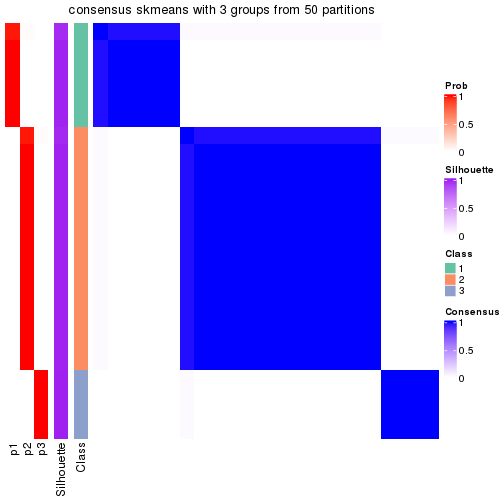 consensus skmeans with 3 groups from 50 partitions
Prob
1
0.5
0
Silhouette
1
0.5
0
Class
1
2
3
Consensus
1
0.5
0
p1
p2
p3
Silhouette
Class